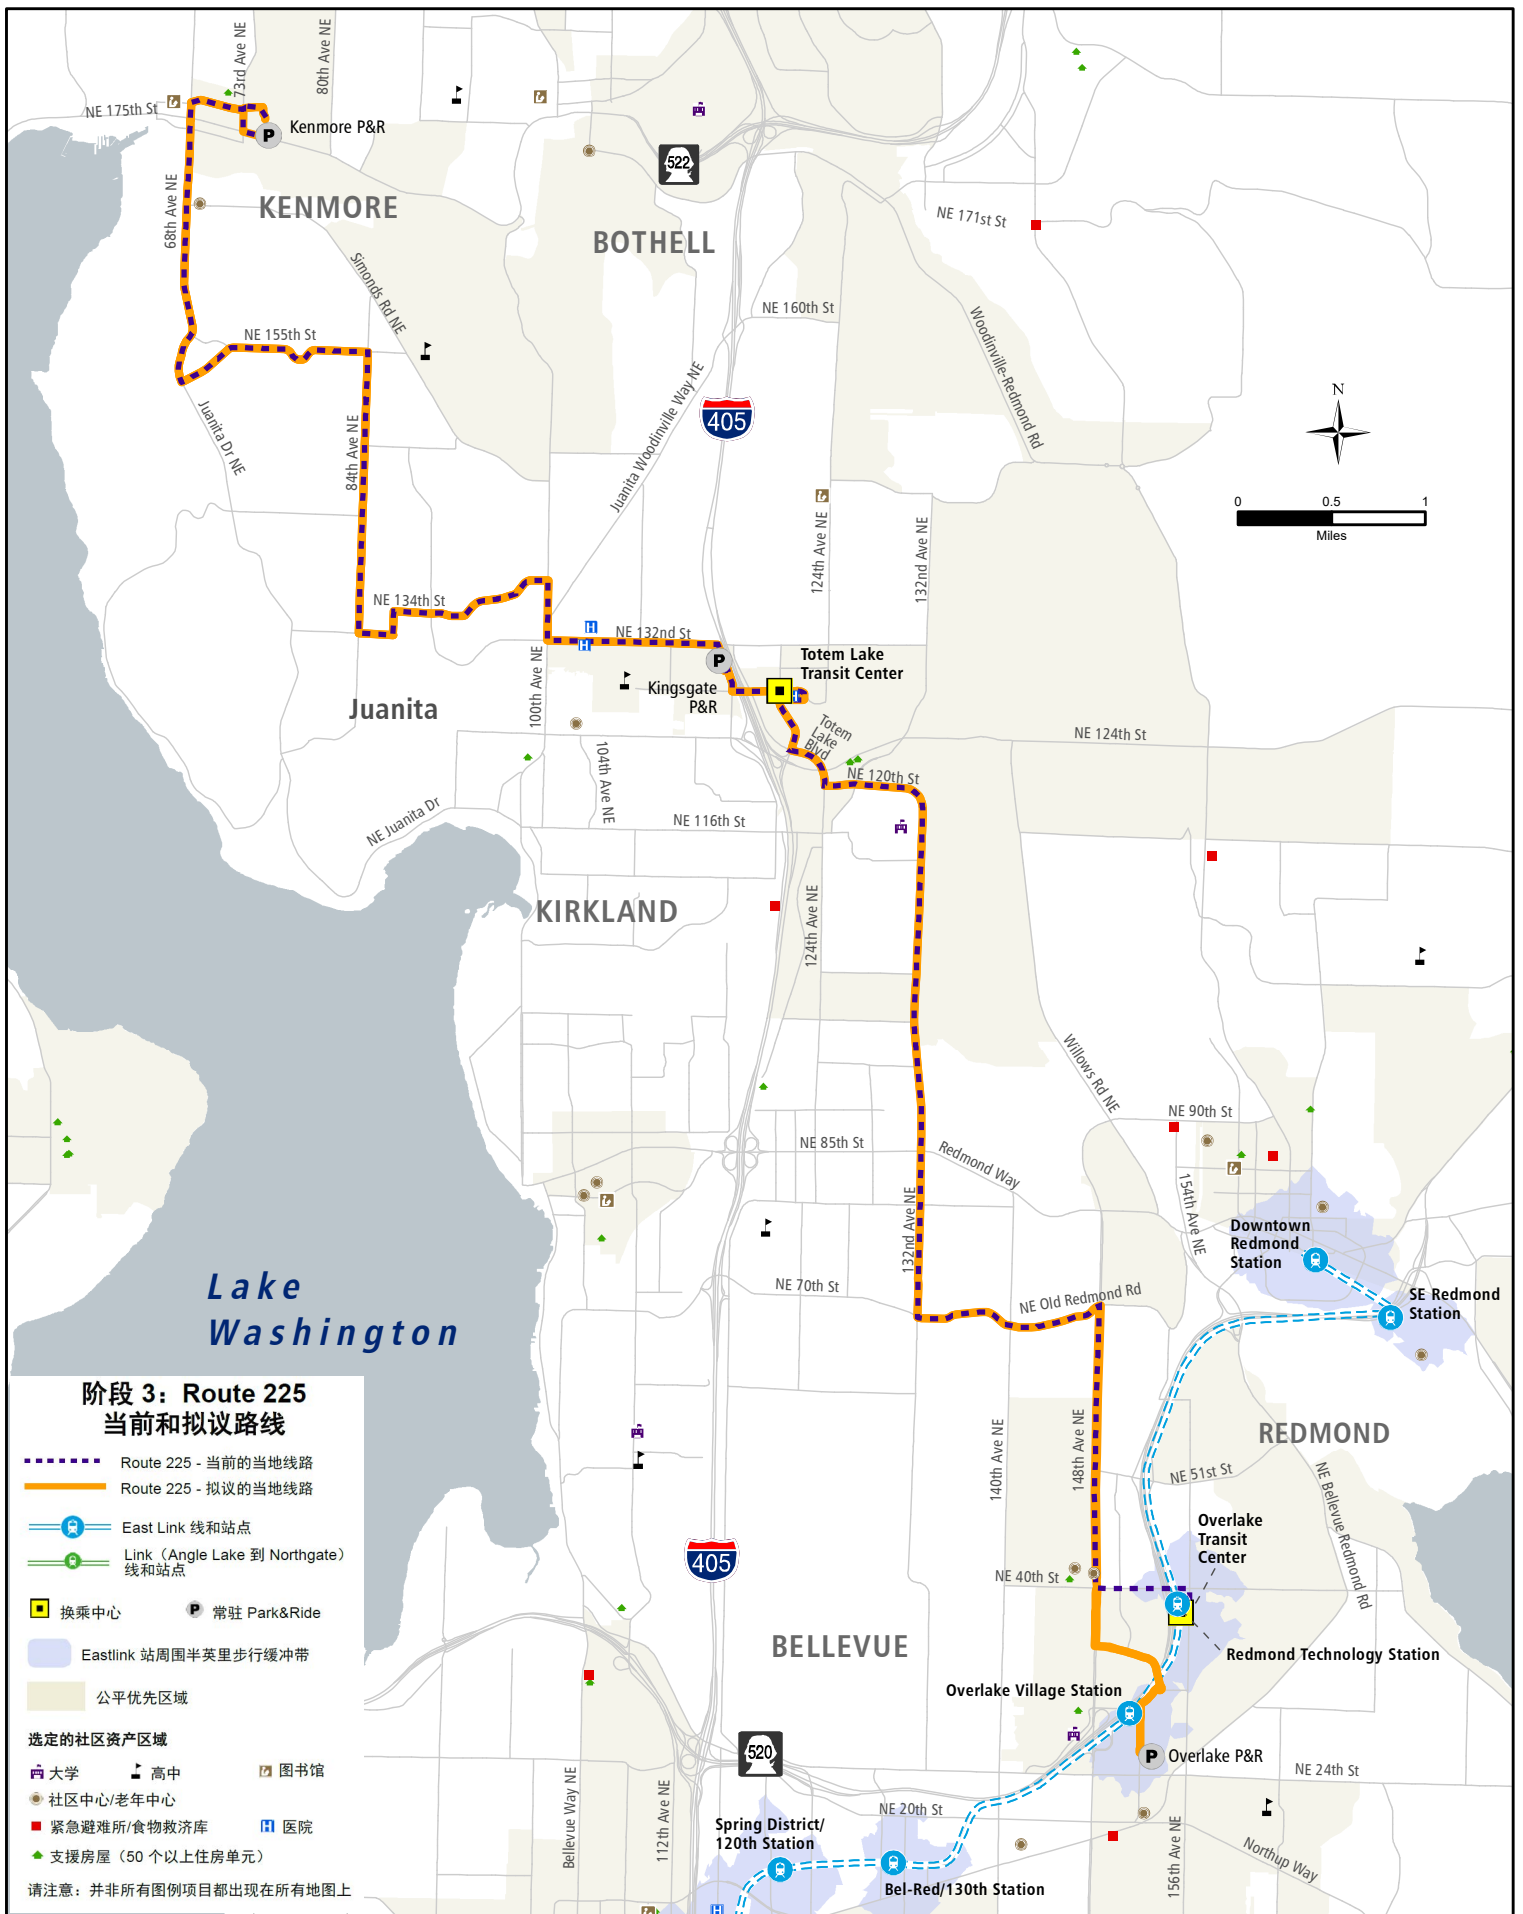 73rd Ave NE
80th Ave NE
NE 175th St
Kenmore P&R
522
68th Ave NE
KENMORE
BOTHELL
NE 171st St
Simonds Rd NE
NE 160th St
NE 155th St
Woodinville-Redmond Rd
Juanita Woodinville Way NE
405
N
Juanita Dr NE
84th Ave NE
0 0.5 1
Miles
124th Ave NE
132nd Ave NE
NE 134th St
NE 132nd St
Totem Lake
Transit Center
100th Ave NE
Kingsgate
P&R
Juanita
Totem
Lake
Blvd
NE 124th St
104th Ave NE
NE 120th St
NE Juanita Dr
NE 116th St
KIRKLAND
124th Ave NE
Willows Rd NE
NE 90th St
NE 85th St
Redmond Way
154th Ave NE
132nd Ave NE
Downtown
Redmond
Station
NE 70th St
NE Old Redmond Rd
SE Redmond
Station
Lake
Washington
阶段 3：Route 225
当前和拟议路线
Route 225 - 当前的当地线路
Route 225 - 拟议的当地线路
East Link 线和站点
Link（Angle Lake 到 Northgate）
线和站点
换乘中心
P 常驻 Park&Ride
Eastlink 站周围半英里步行缓冲带
公平优先区域
选定的社区资产区域
大学
高中
图书馆
社区中心/老年中心
紧急避难所/食物救济库
H 医院
支援房屋（50 个以上住房单元）
请注意：并非所有图例项目都出现在所有地图上
140th Ave NE
148th Ave NE
REDMOND
NE 51st St
NE Bellevue Redmond Rd
Overlake
Transit
Center
405
NE 40th St
BELLEVUE
Redmond Technology Station
Overlake Village Station
520
P Overlake P&R
NE 24th St
Bellevue Way NE
112th Ave NE
NE 20th St
Spring District/
120th Station
Bel-Red/130th Station
156th Ave NE
Northup Way